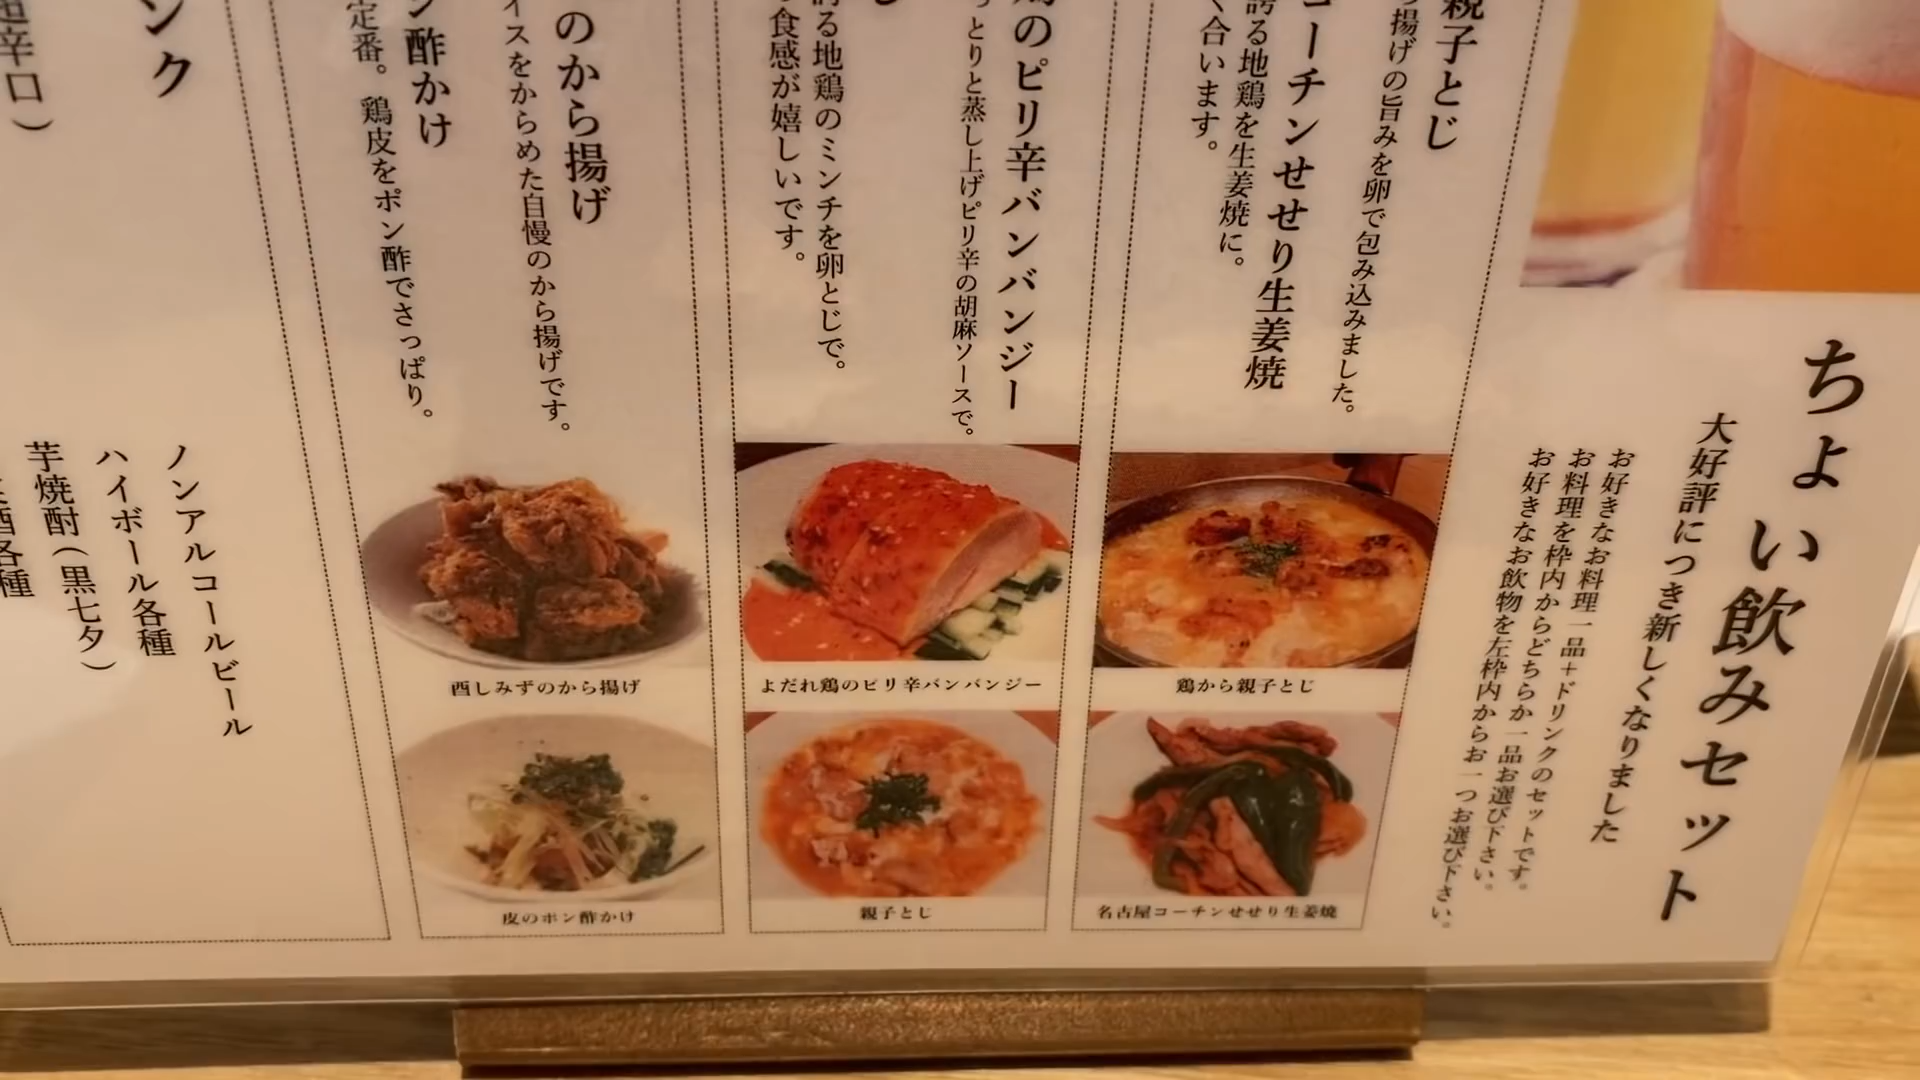 ちょい飲みセット
大好評につき新しくなりました
お好きなお料理一品+ドリンクのセットです。
お料理を枠内からどちらか一品お選び下さい。
お好きなお飲物を左枠内からお一つお選び下さい。
親子とじ
揚げの旨みを卵で包み込みました。
コーチンせせり生姜焼
誇る地鶏を生姜焼に。
く合います。
鶏から親子とじ
名古屋コーチンせせり生姜焼
鶏のピリ辛バンバンジー
っとりと蒸し上げピリ辛の胡麻ソースで。
誇る地鶏のミンチを卵とじで。
食感が嬉しいです。
よだれ鶏のピリ辛バンバンジー
親子とじ
のから揚げ
イスをからめた自慢のから揚げです。
ン酢かけ
定番。鶏皮をポン酢でさっぱり。
酉しみずのから揚げ
皮のポン酢かけ
ンク
辛口)
ノンアルコールビール
ハイボール各種
芋焼酎(黒七夕)
酒各種